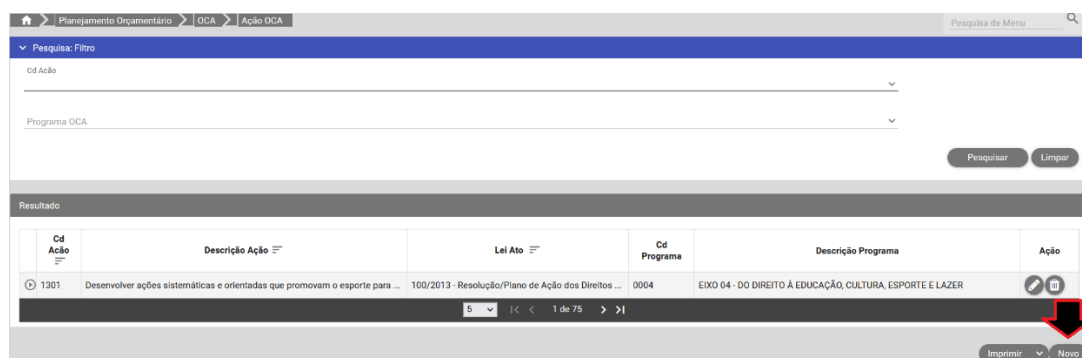 Planejamento Orçamentário OCA Ação OCA Pesquisa de Menu
Pesquisa: Filtro
Cd Ação
Programa OCA
Pesquisar Limpar
Resultado
Cd Ação Descrição Ação Lei Ato Cd Programa Descrição Programa Ação
1301 Desenvolver ações sistemáticas e orientadas que promovam o esporte para ... 100/2013 - Resolução/Plano de Ação dos Direitos ... 0004 EIXO 04 - DO DIREITO À EDUCAÇÃO, CULTURA, ESPORTE E LAZER
5 1 de 75
Imprimir Novo